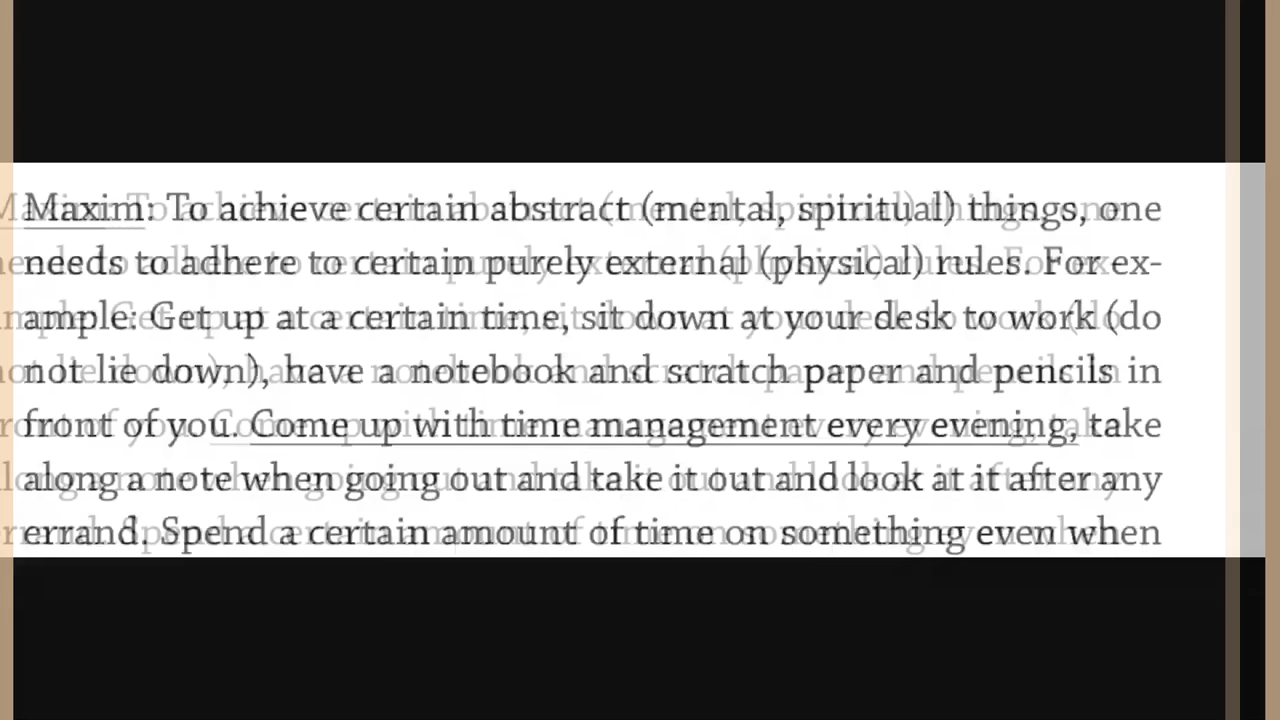 Maxim: To achieve certain abstract (mental, spiritual) things, one
needs to adhere to certain purely external (physical) rules. For ex-
ample: Get up at a certain time, sit down at your desk to work (do
not lie down), have a notebook and scratch paper and pencils in
front of you. Come up with time management every evening, take
along a note when going out and take it out and look at it after any
errand. Spend a certain amount of time on something even when